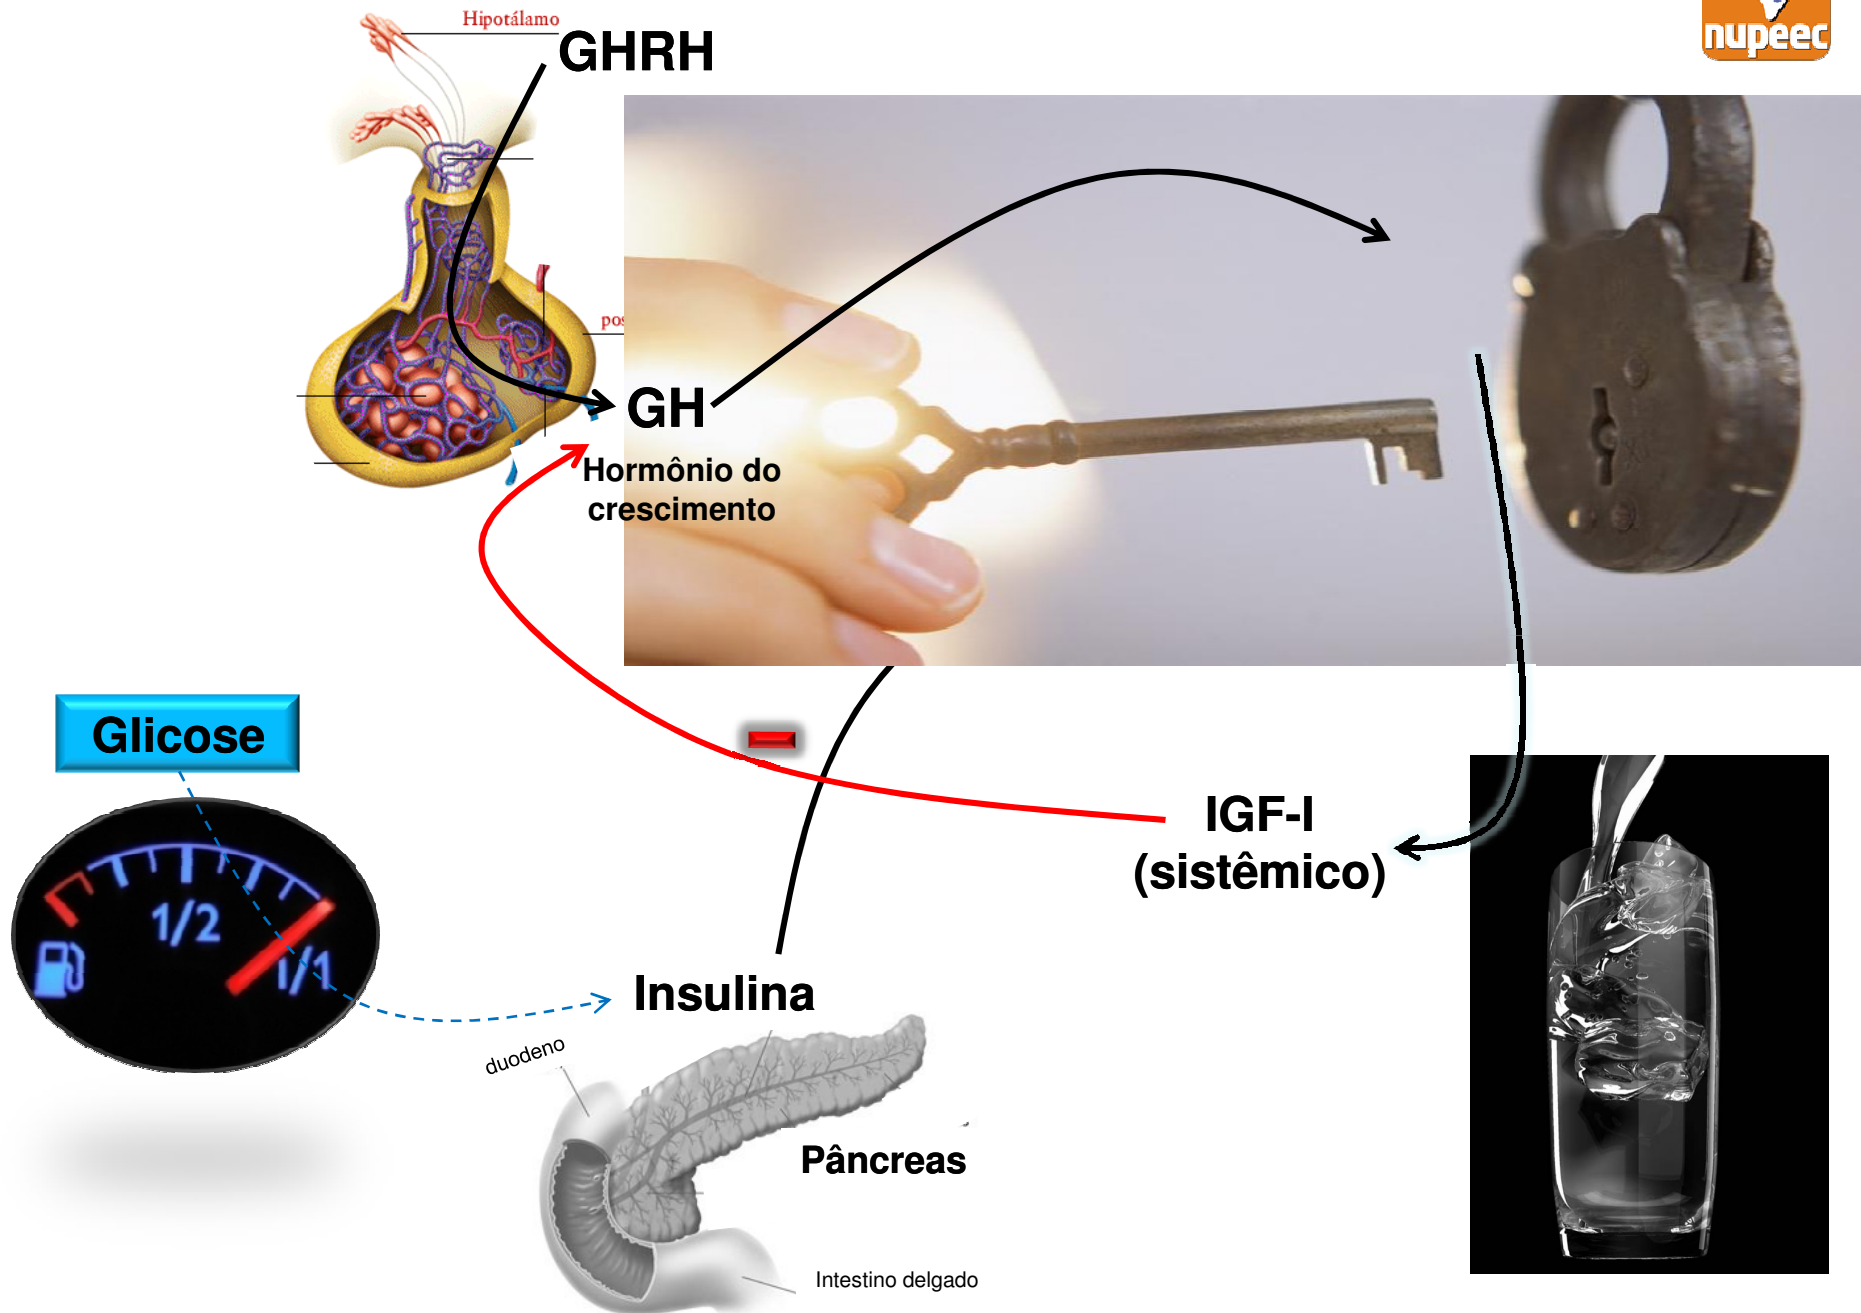 Hipotálamo
GHRH
nupeec
GH
Hormônio do
crescimento
Glicose
1/2
1/1
IGF-I
(sistêmico)
Insulina
duodeno
Pâncreas
Intestino delgado